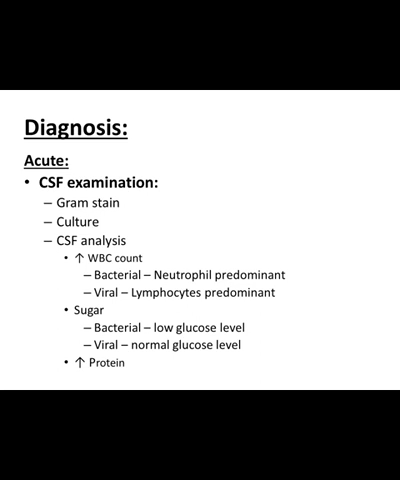 Diagnosis:
Acute:
• CSF examination:
– Gram stain
– Culture
– CSF analysis
• ↑ WBC count
– Bacterial – Neutrophil predominant
– Viral – Lymphocytes predominant
• Sugar
– Bacterial – low glucose level
– Viral – normal glucose level
• ↑ Protein